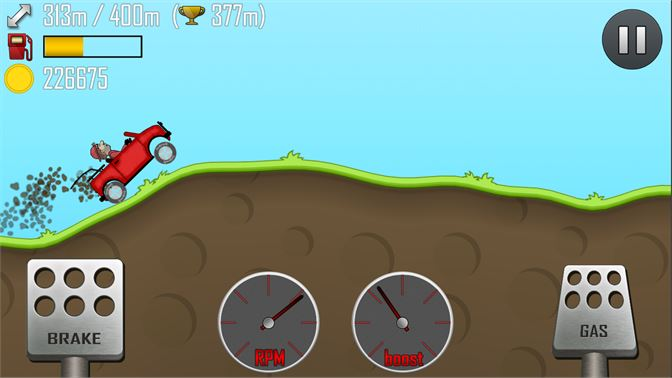 313m / 400m ( 377m)
226675
BRAKE
RPM
boost
GAS